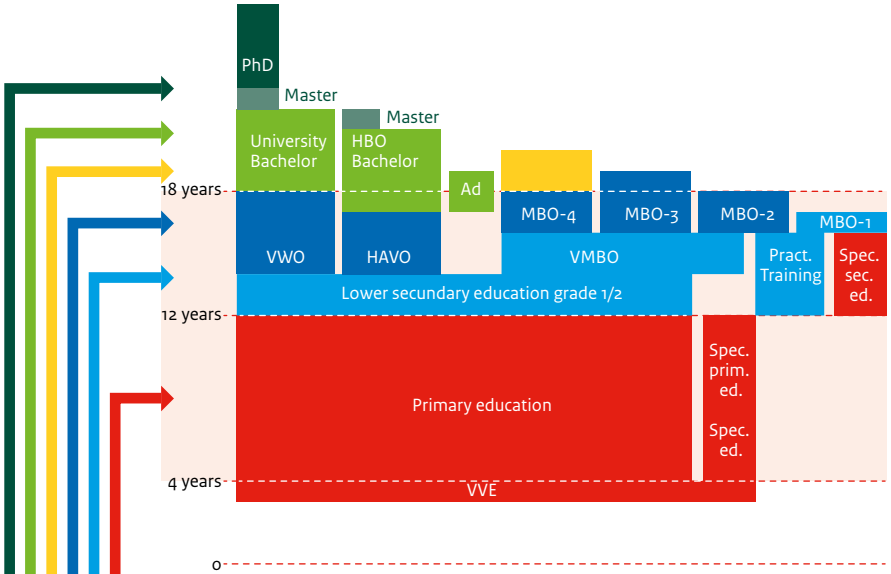 PhD
Master
Master
University
Bachelor
HBO
Bachelor
Ad
18 years
MBO-4
MBO-3
MBO-2
MBO-1
VWO
HAVO
VMBO
Pract.
Training
Spec.
sec.
ed.
Lower secundary education grade 1/2
12 years
Primary education
Spec.
prim.
ed.
Spec.
ed.
4 years
VVE
0